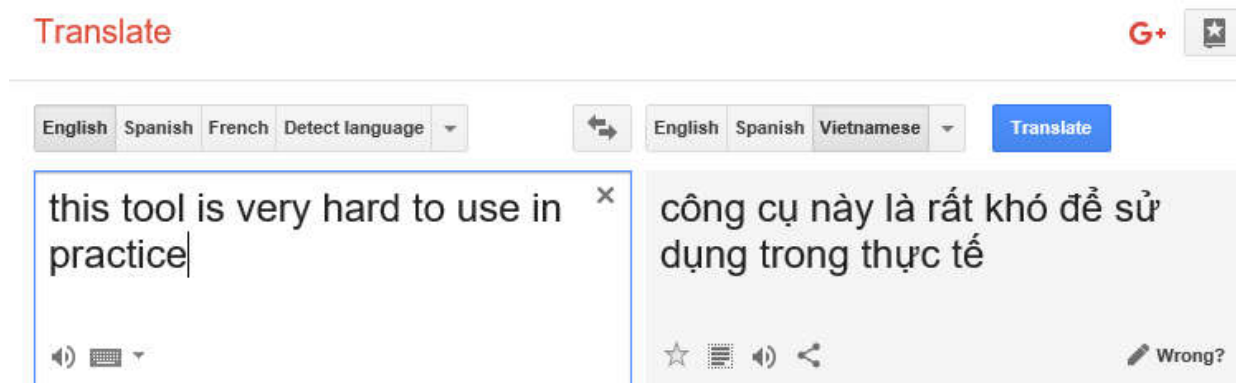 Translate
G+
English Spanish French Detect language
English Spanish Vietnamese
Translate
this tool is very hard to use in
practice
công cụ này là rất khó để sử
dụng trong thực tế
Wrong?